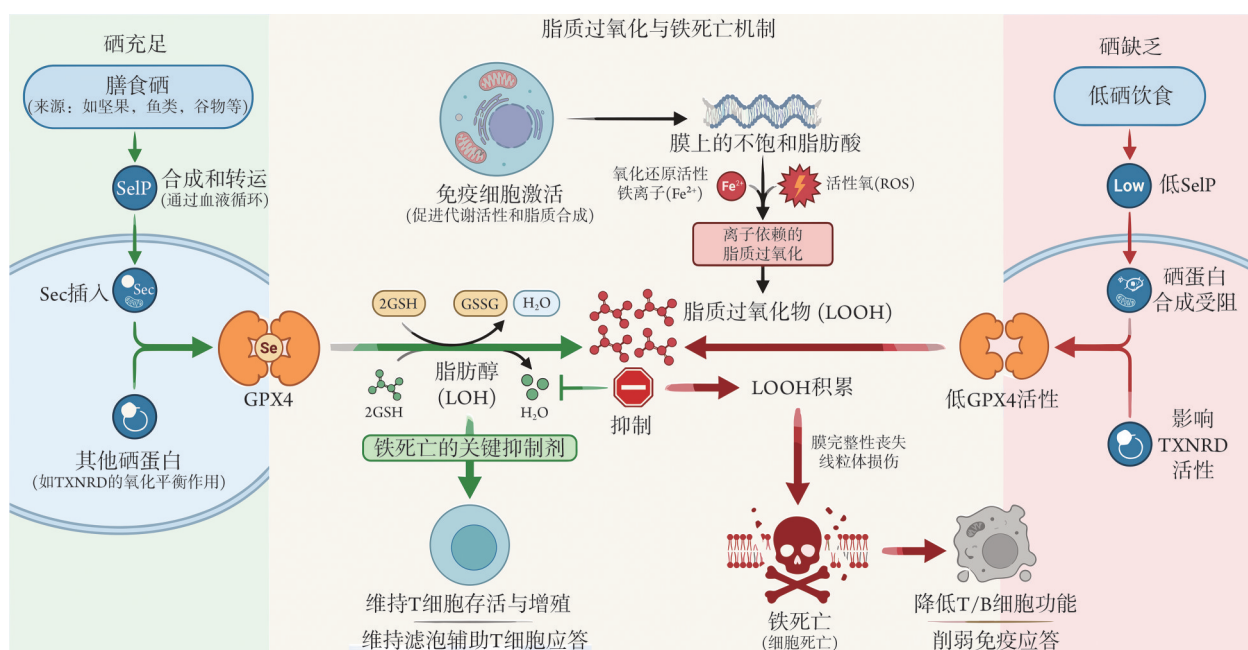 硒充足
膳食硒
(来源：如坚果，鱼类，谷物等)
SelP
合成和转运
(通过血液循环)
Sec插入
Sec
Se
GPX4
其他硒蛋白
(如TXNRD的氧化平衡作用)
脂质过氧化与铁死亡机制
免疫细胞激活
(促进代谢活性和脂质合成)
膜上的不饱和脂肪酸
氧化还原活性
铁离子(Fe²⁺)
Fe²⁺
活性氧(ROS)
离子依赖的
脂质过氧化
脂质过氧化物 (LOOH)
2GSH
GSSG
H₂O
脂肪醇
(LOH)
2GSH
H₂O
抑制
LOOH积累
铁死亡的关键抑制剂
膜完整性丧失
线粒体损伤
维持T细胞存活与增殖
维持滤泡辅助T细胞应答
铁死亡
(细胞死亡)
降低T/B细胞功能
削弱免疫应答
硒缺乏
低硒饮食
Low
低SelP
硒蛋白
合成受阻
低GPX4活性
影响
TXNRD
活性